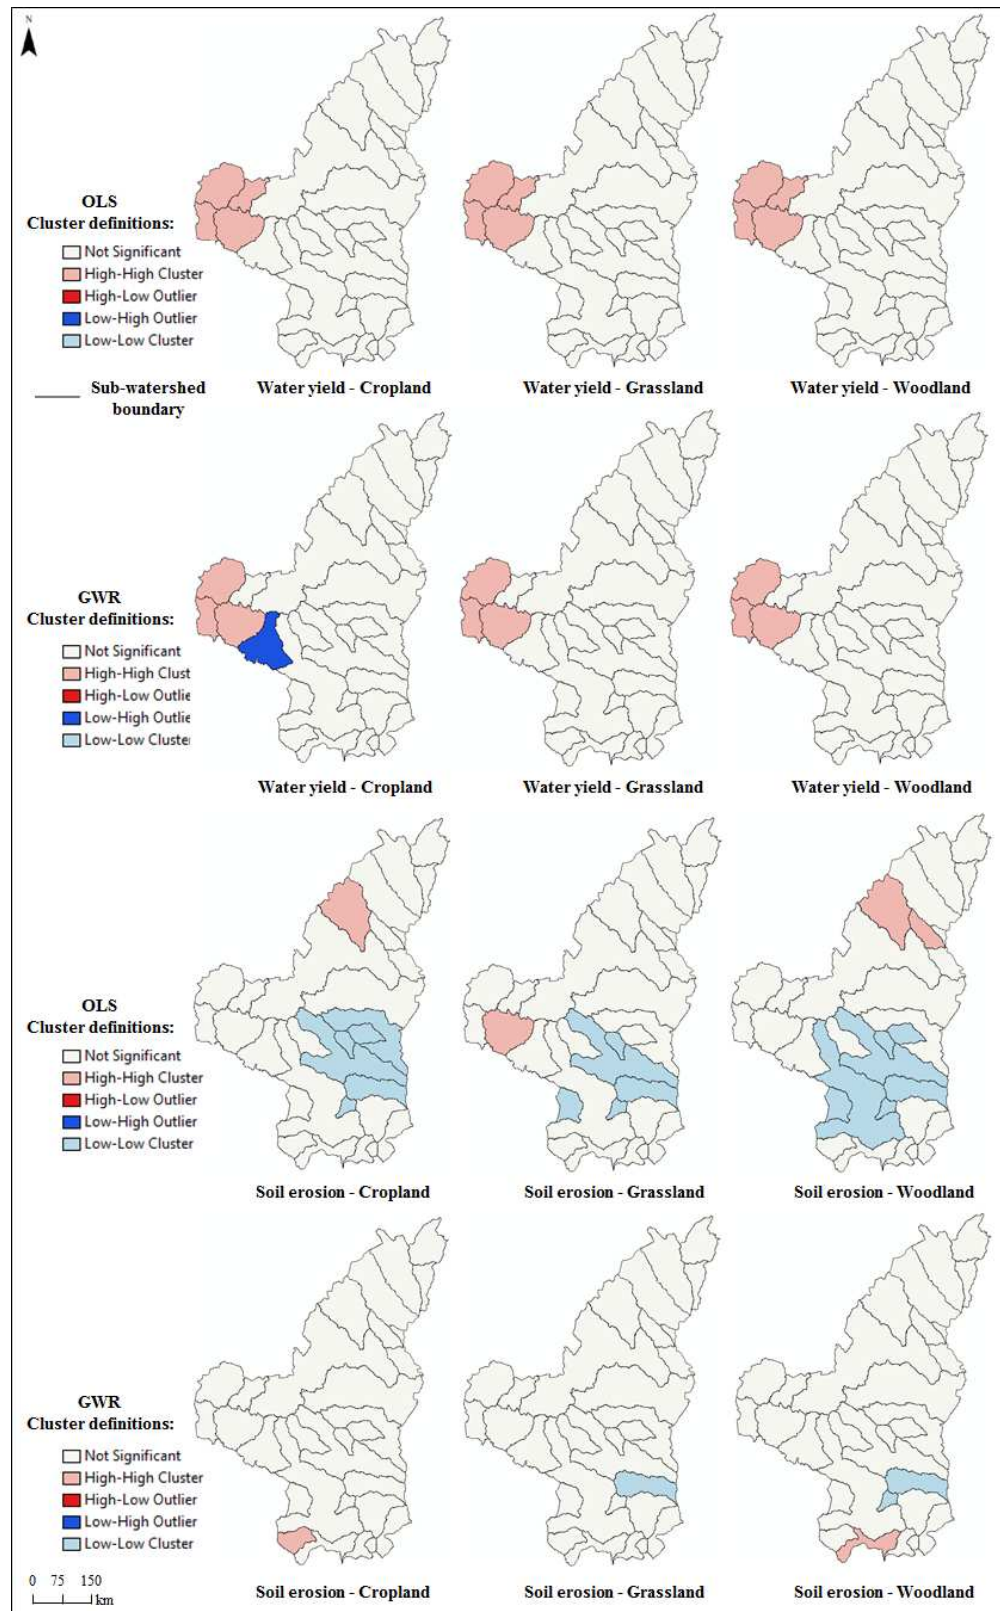 N
OLS
Cluster definitions:
Not Significant
High-High Cluster
High-Low Outlier
Low-High Outlier
Low-Low Cluster
Sub-watershed
boundary
Water yield - Cropland
Water yield - Grassland
Water yield - Woodland
GWR
Cluster definitions:
Not Significant
High-High Clust
High-Low Outlie
Low-High Outlie
Low-Low Cluste
Water yield - Cropland
Water yield - Grassland
Water yield - Woodland
OLS
Cluster definitions:
Not Significant
High-High Cluster
High-Low Outlier
Low-High Outlier
Low-Low Cluster
Soil erosion - Cropland
Soil erosion - Grassland
Soil erosion - Woodland
GWR
Cluster definitions:
Not Significant
High-High Cluster
High-Low Outlier
Low-High Outlier
Low-Low Cluster
0 75 150
km
Soil erosion - Cropland
Soil erosion - Grassland
Soil erosion - Woodland